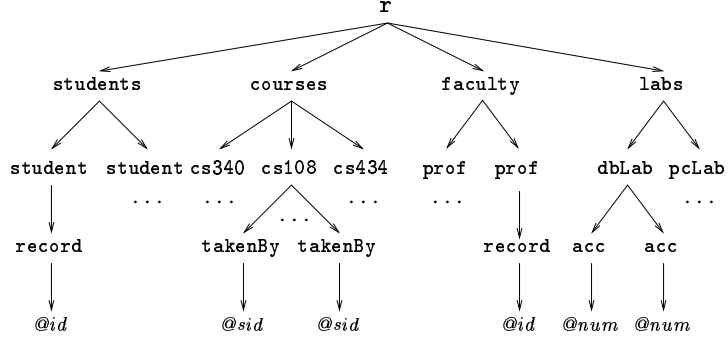 r
students courses faculty labs
student student cs340 cs108 cs434 prof prof dbLab pcLab
... ... ... ... ...
...
record takenBy takenBy record acc acc
@id @sid @sid @id @num @num